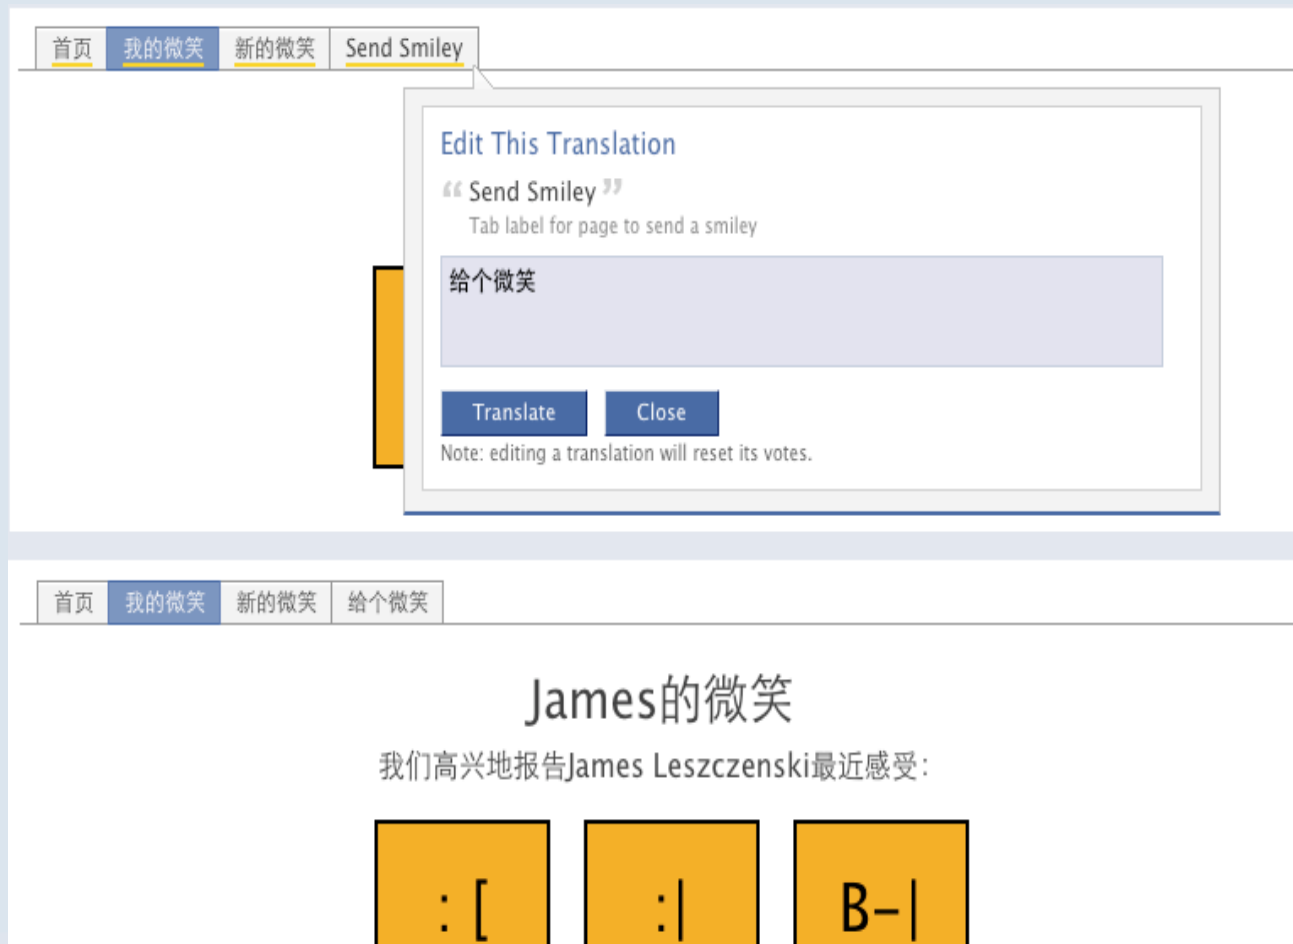 首页 我的微笑 新的微笑 Send Smiley
Edit This Translation
“ Send Smiley ”
Tab label for page to send a smiley
给个微笑
Translate Close
Note: editing a translation will reset its votes.
首页 我的微笑 新的微笑 给个微笑
James的微笑
我们高兴地报告James Leszczenski最近感受：
: [ :| B-|